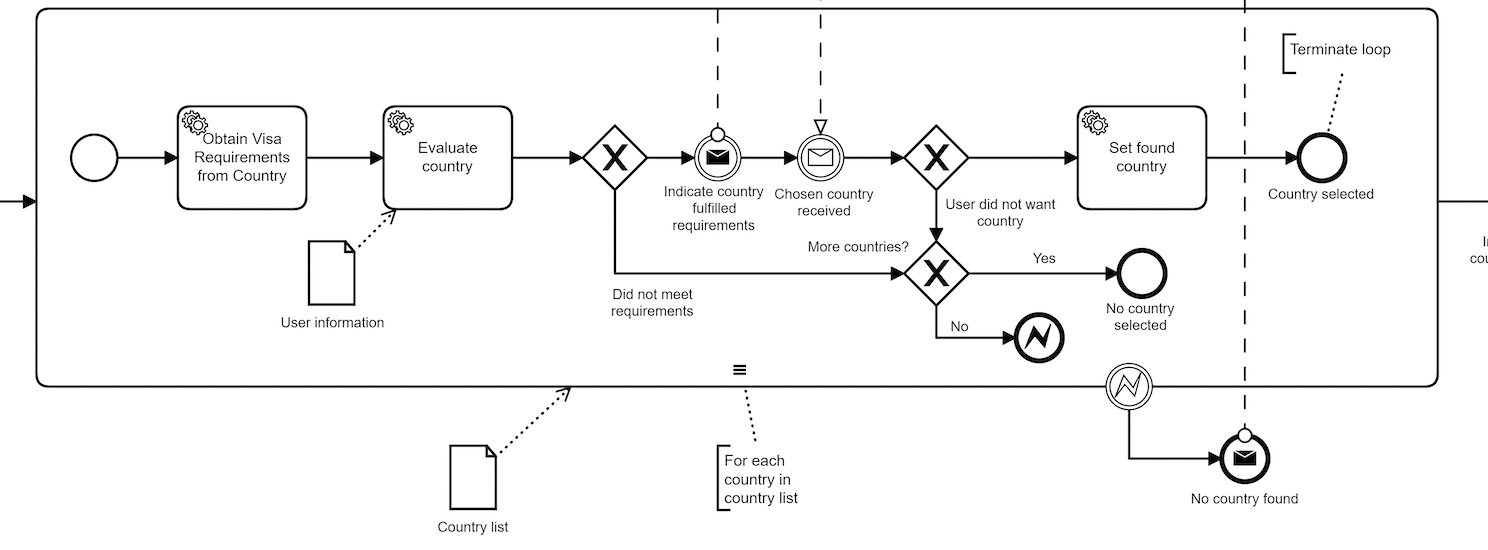 Terminate loop
Obtain Visa
Requirements
from Country
Evaluate
country
Set found
country
Indicate country
fulfilled
requirements
Chosen country
received
Country selected
User did not want
country
More countries?
Yes
Did not meet
requirements
User information
No country
selected
No
For each
country in
country list
No country found
Country list